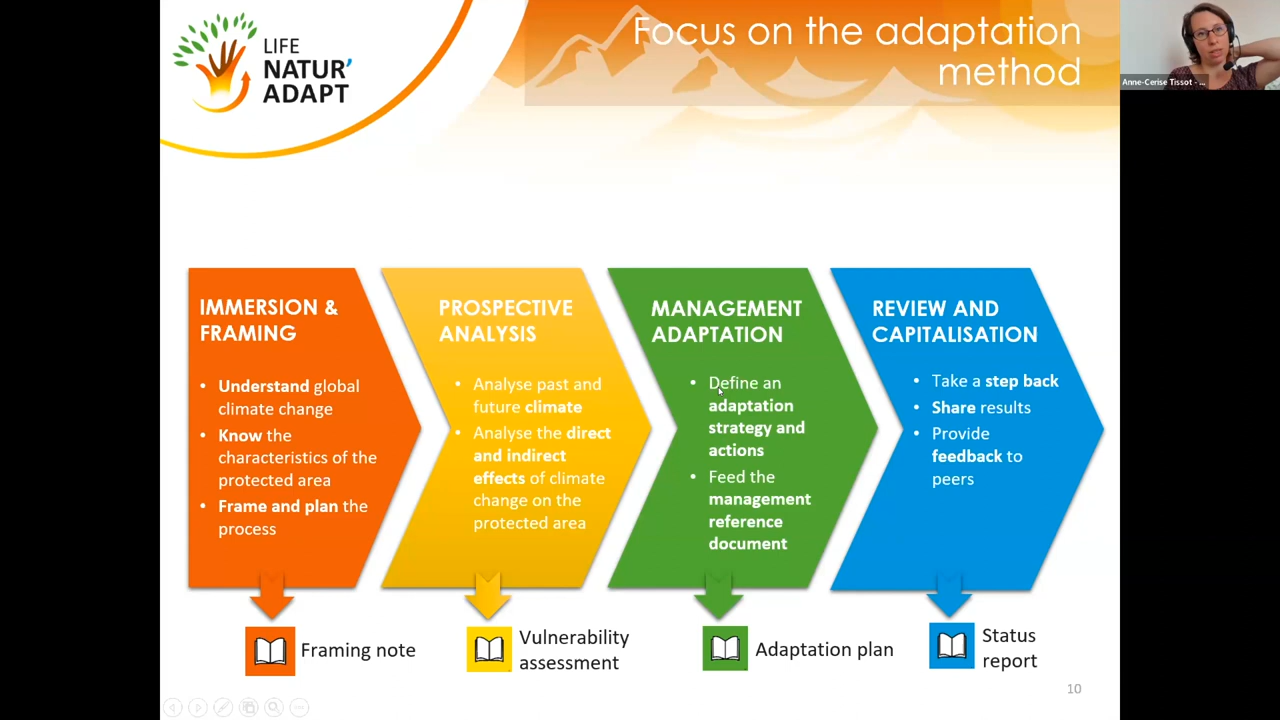 LIFE
NATUR'
ADAPT
Focus on the adaptation
method
Anne-Cerise Tissot - ...
IMMERSION &
FRAMING
• Understand global
climate change
• Know the
characteristics of the
protected area
• Frame and plan the
process
PROSPECTIVE
ANALYSIS
• Analyse past and
future climate
• Analyse the direct
and indirect
effects of climate
change on the
protected area
MANAGEMENT
ADAPTATION
• Define an
adaptation
strategy and
actions
• Feed the
management
reference
document
REVIEW AND
CAPITALISATION
• Take a step back
• Share results
• Provide
feedback to
peers
Framing note
Vulnerability
assessment
Adaptation plan
Status
report
10